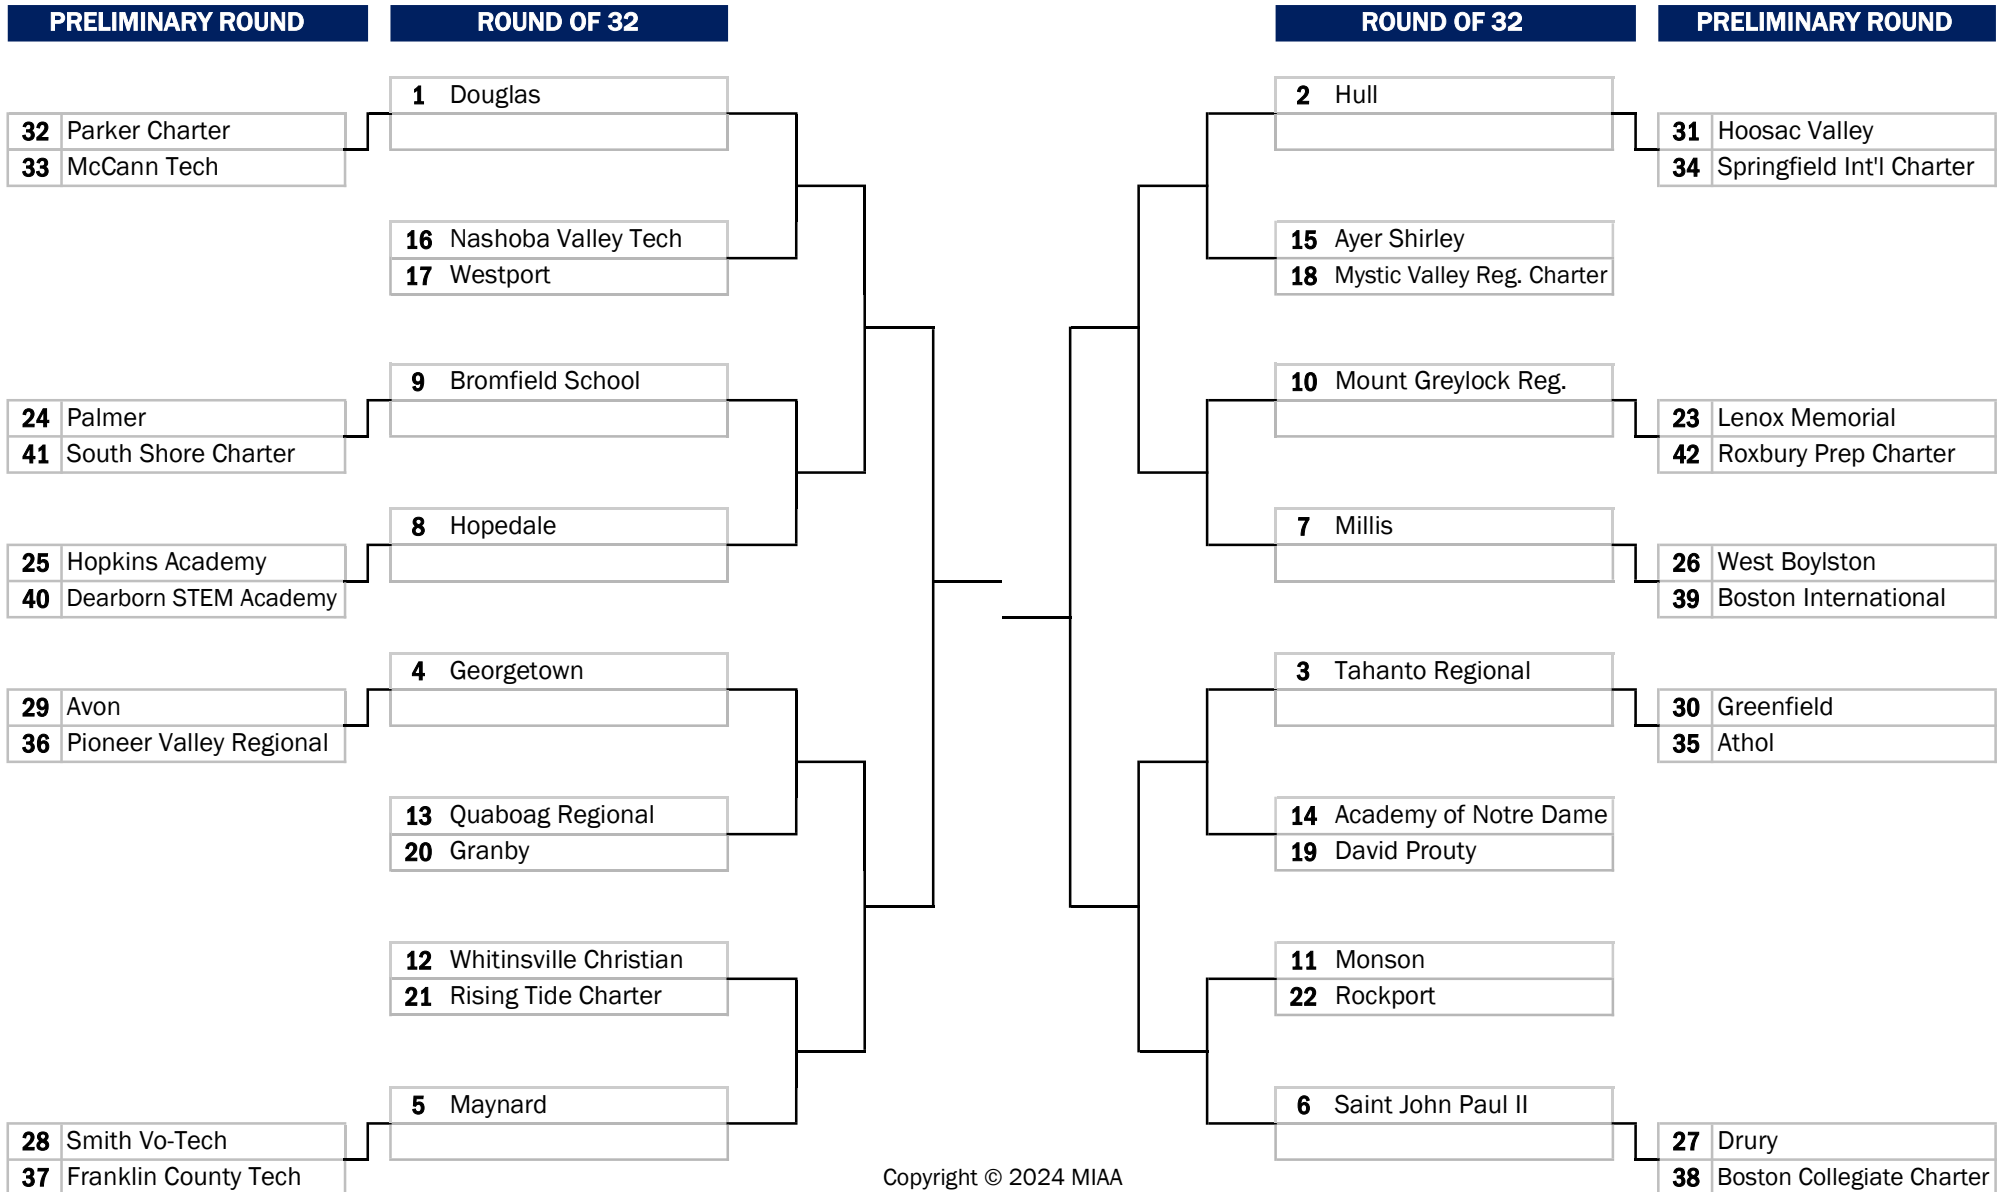 PRELIMINARY ROUND
ROUND OF 32
ROUND OF 32
PRELIMINARY ROUND
32 Parker Charter
33 McCann Tech
24 Palmer
41 South Shore Charter
25 Hopkins Academy
40 Dearborn STEM Academy
29 Avon
36 Pioneer Valley Regional
28 Smith Vo-Tech
37 Franklin County Tech
1 Douglas
16 Nashoba Valley Tech
17 Westport
9 Bromfield School
8 Hopedale
4 Georgetown
13 Quaboag Regional
20 Granby
12 Whitinsville Christian
21 Rising Tide Charter
5 Maynard
2 Hull
15 Ayer Shirley
18 Mystic Valley Reg. Charter
10 Mount Greylock Reg.
7 Millis
3 Tahanto Regional
14 Academy of Notre Dame
19 David Prouty
11 Monson
22 Rockport
6 Saint John Paul II
31 Hoosac Valley
34 Springfield Int'l Charter
23 Lenox Memorial
42 Roxbury Prep Charter
26 West Boylston
39 Boston International
30 Greenfield
35 Athol
27 Drury
38 Boston Collegiate Charter
Copyright © 2024 MIAA